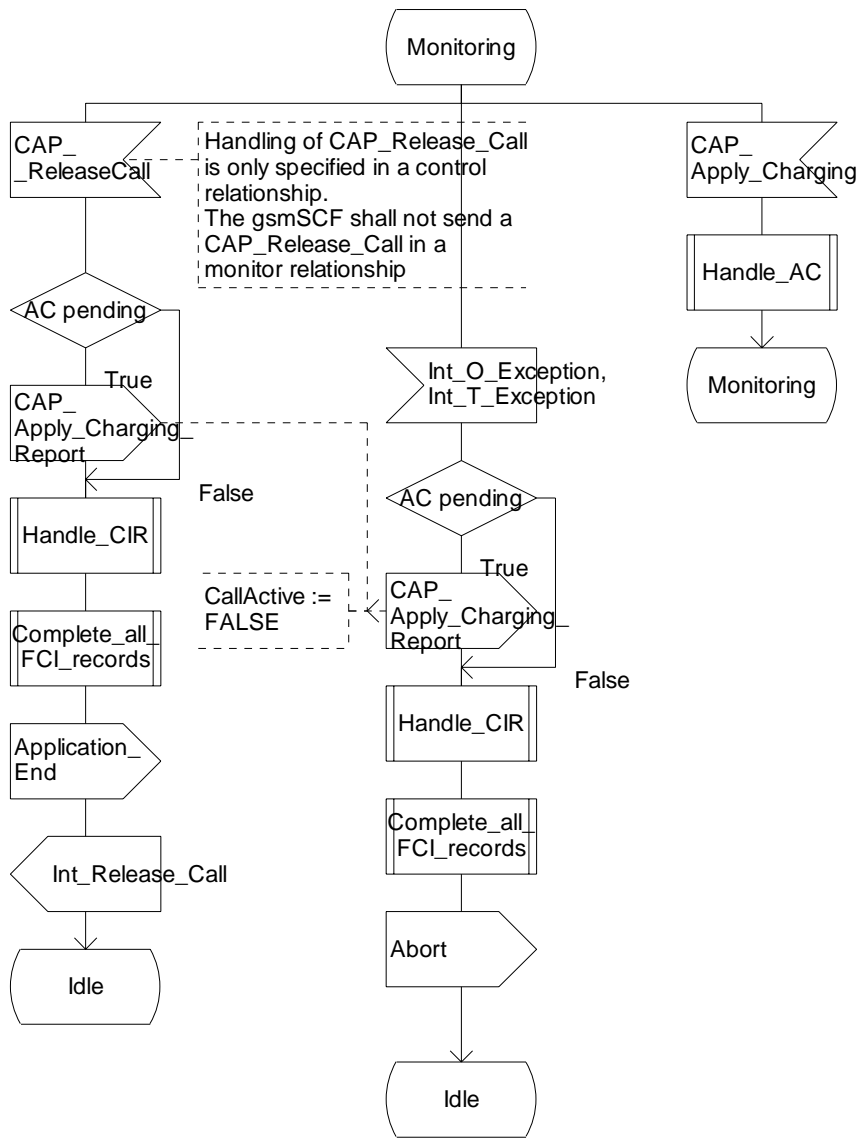 Monitoring
CAP_
_ReleaseCall
Handling of CAP_Release_Call
is only specified in a control
relationship.
The gsmSCF shall not send a
CAP_Release_Call in a
monitor relationship
CAP_
Apply_Charging
Handle_AC
Monitoring
AC pending
True
CAP_
Apply_Charging_
Report
False
Handle_CIR
Complete_all_
FCI_records
Application_
End
Int_Release_Call
Idle
Int_O_Exception,
Int_T_Exception
AC pending
True
CallActive :=
FALSE
CAP_
Apply_Charging_
Report
False
Handle_CIR
Complete_all_
FCI_records
Abort
Idle